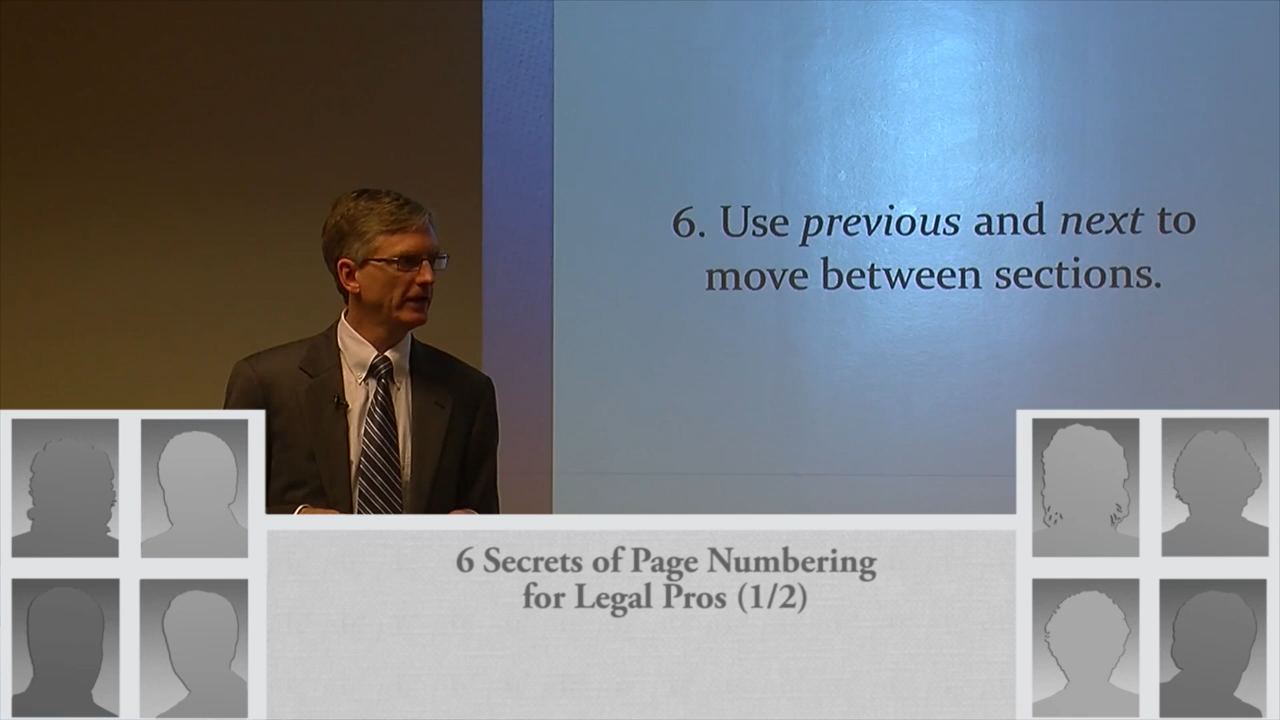 6. Use previous and next to
move between sections.
6 Secrets of Page Numbering
for Legal Pros (1/2)